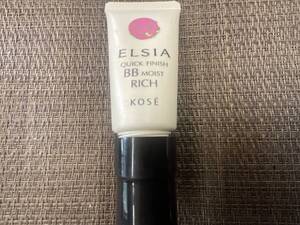 ELSIA
QUICK FINISH
BB MOIST
RICH
KOSÉ